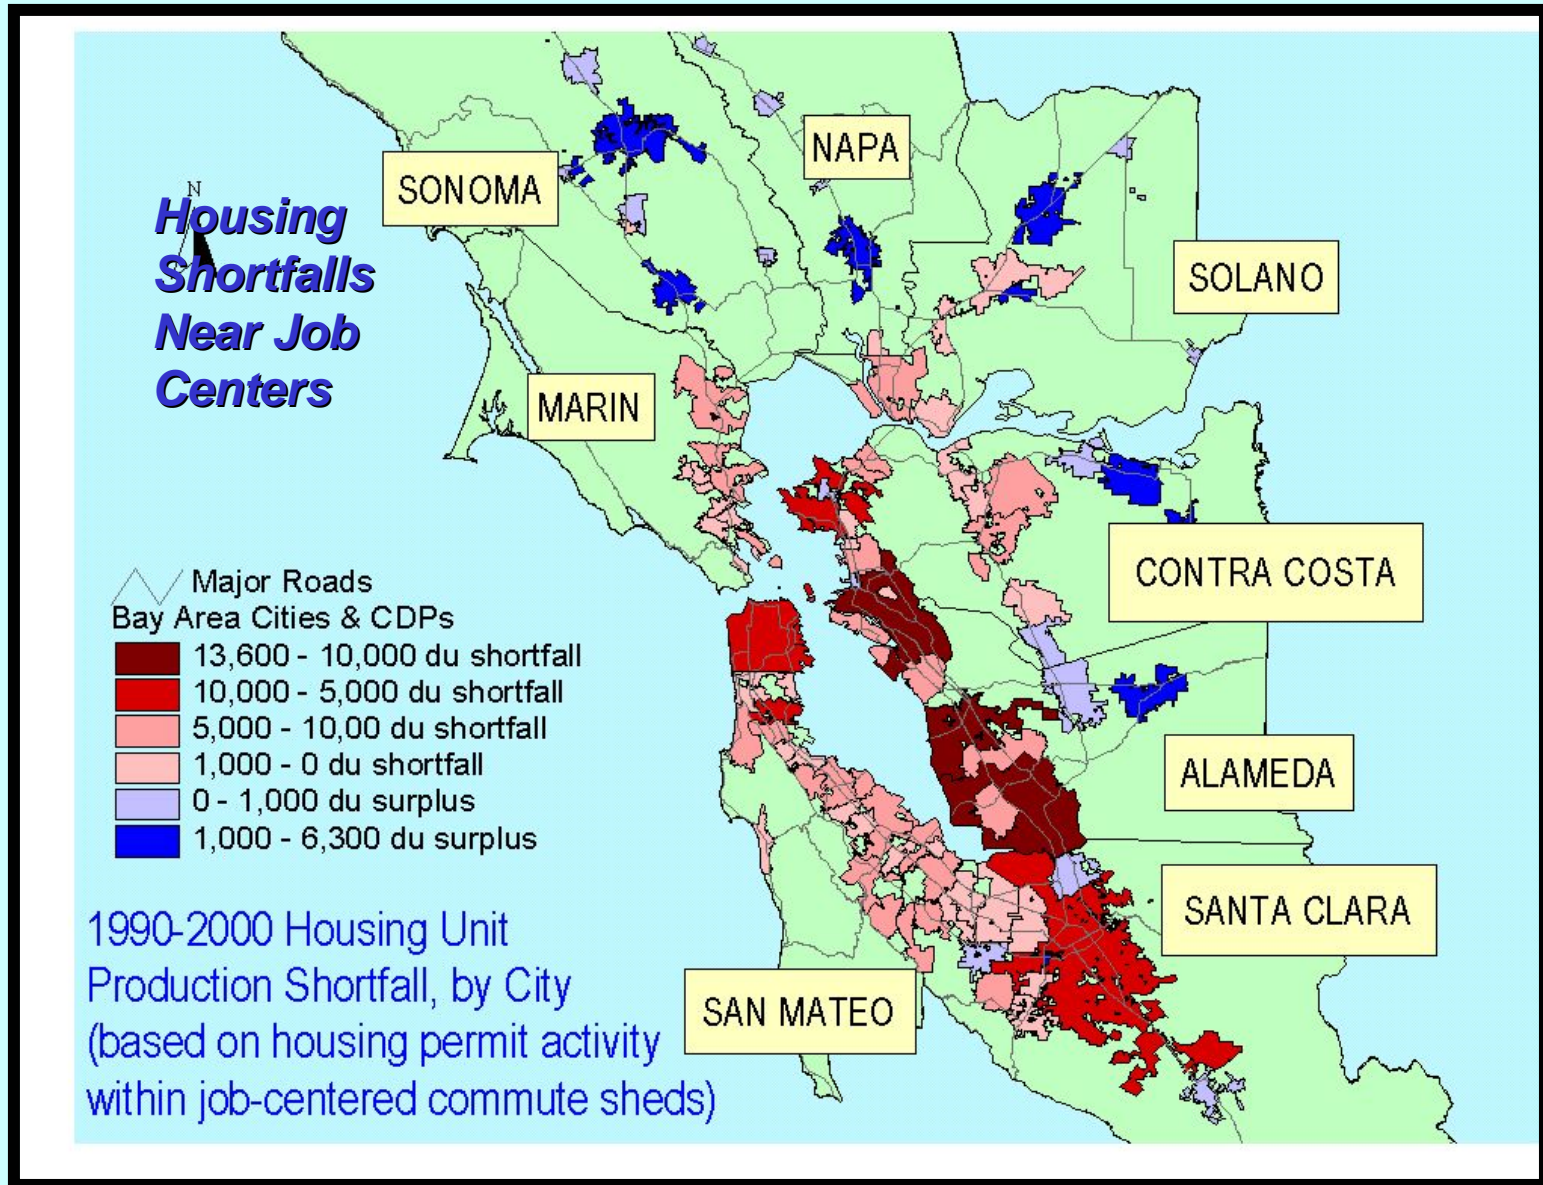 Housing
Shortfalls
Near Job
Centers
N
SONOMA
NAPA
SOLANO
MARIN
CONTRA COSTA
ALAMEDA
SANTA CLARA
SAN MATEO
Major Roads
Bay Area Cities & CDPs
13,600 - 10,000 du shortfall
10,000 - 5,000 du shortfall
5,000 - 10,00 du shortfall
1,000 - 0 du shortfall
0 - 1,000 du surplus
1,000 - 6,300 du surplus
1990-2000 Housing Unit
Production Shortfall, by City
(based on housing permit activity
within job-centered commute sheds)